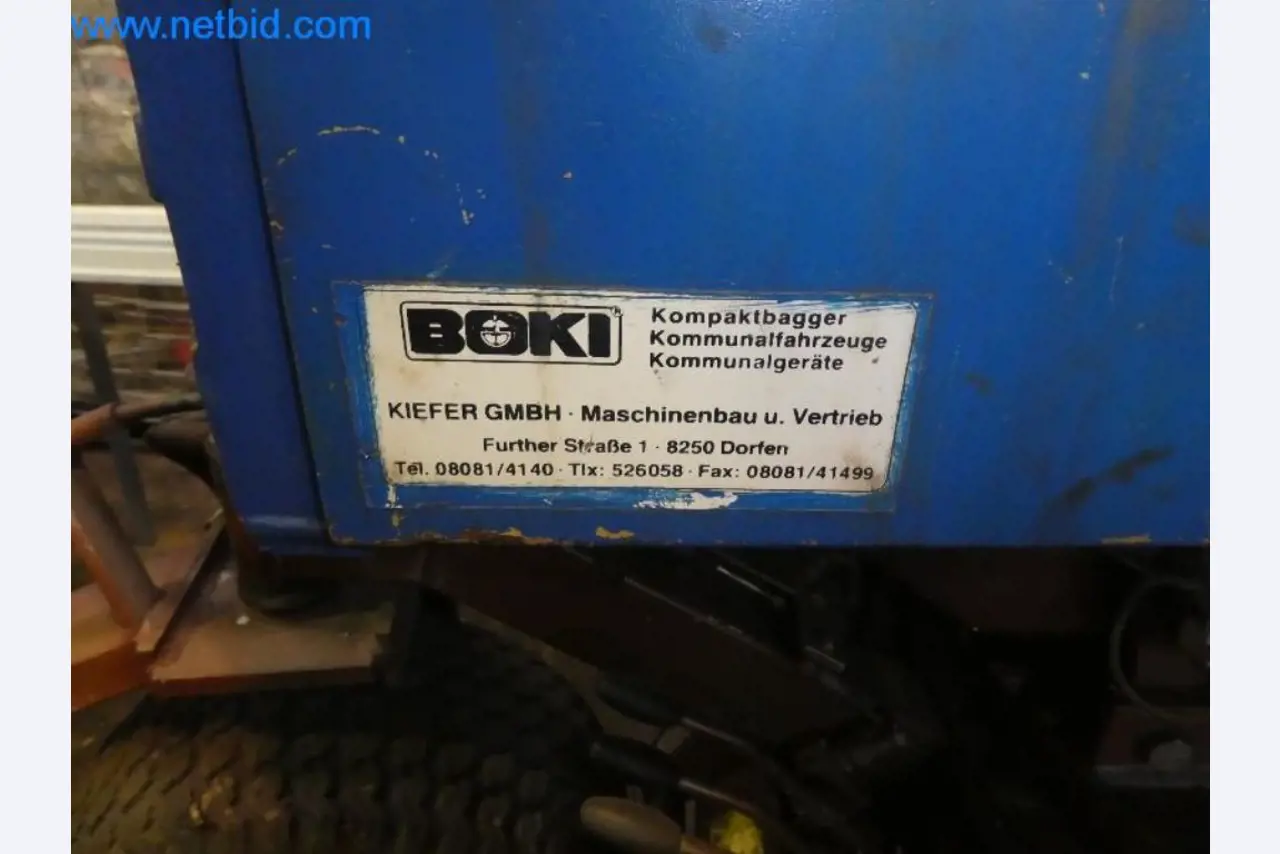 www.netbid.com
BOKI
Kompaktbagger
Kommunalfahrzeuge
Kommunalgeräte
KIEFER GMBH · Maschinenbau u. Vertrieb
Further Straße 1 · 8250 Dorfen
Tel. 08081/4140 · Tlx: 526058 · Fax: 08081/41499